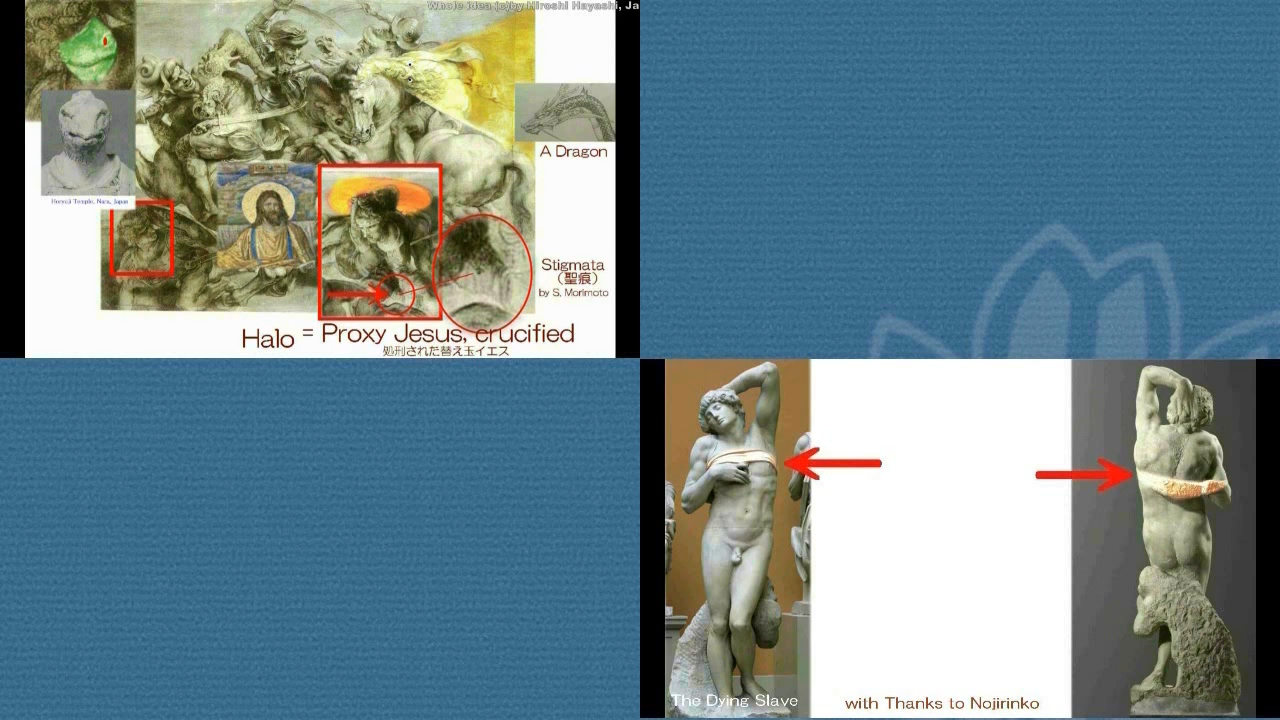 Whole idea (c)by Hiroshi Hayashi, Ja
A Dragon
Horyuji Temple, Nara, Japan
Stigmata
(聖痕)
by S. Morimoto
Halo = Proxy Jesus, crucified
処刑された替え玉イエス
The Dying Slave
with Thanks to Nojirinko